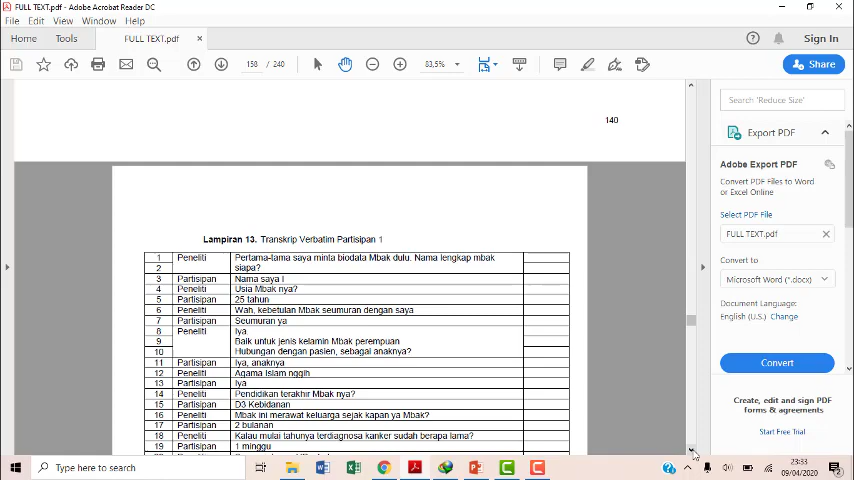 FULL TEXT.pdf - Adobe Acrobat Reader DC
File Edit View Window Help
Home Tools FULL TEXT.pdf × Sign In
158 / 240 83,5% Share
140
Lampiran 13. Transkrip Verbatim Partisipan 1
1 Peneliti Pertama-tama saya minta biodata Mbak dulu. Nama lengkap mbak
2 siapa?
3 Partisipan Nama saya I
4 Peneliti Usia Mbak nya?
5 Partisipan 25 tahun
6 Peneliti Wah, kebetulan Mbak seumuran dengan saya
7 Partisipan Seumuran ya
8 Peneliti Iya
9 Baik untuk jenis kelamin Mbak perempuan
10 Hubungan dengan pasien, sebagai anaknya?
11 Partisipan Iya, anaknya
12 Peneliti Agama Islam nggih
13 Partisipan Iya
14 Peneliti Pendidikan terakhir Mbak nya?
15 Partisipan D3 Kebidanan
16 Peneliti Mbak ini merawat keluarga sejak kapan ya Mbak?
17 Partisipan 2 bulanan
18 Peneliti Kalau mulai tahunya terdiagnosa kanker sudah berapa lama?
19 Partisipan 1 minggu
Search 'Reduce Size'
Export PDF
Adobe Export PDF
Convert PDF Files to Word
or Excel Online
Select PDF File
FULL TEXT.pdf
Convert to
Microsoft Word (*.docx)
Document Language:
English (U.S.) Change
Convert
Create, edit and sign PDF
forms & agreements
Start Free Trial
Type here to search
23:33
09/04/2020